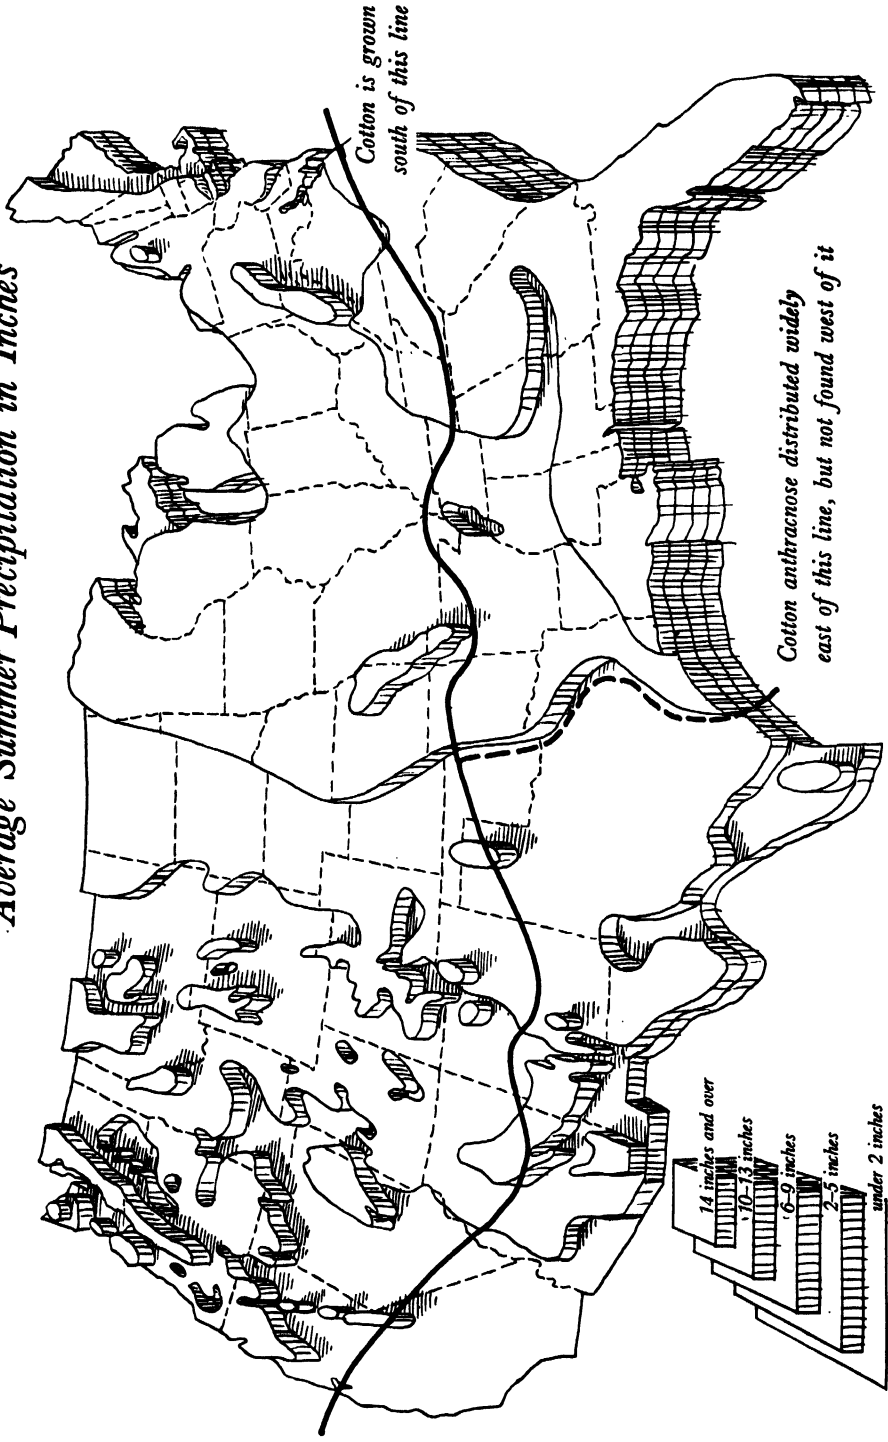 Average Summer Precipitation in Inches
Cotton is grown
south of this line
Cotton anthracnose distributed widely
east of this line, but not found west of it
14 inches and over
10–13 inches
6–9 inches
2–5 inches
under 2 inches